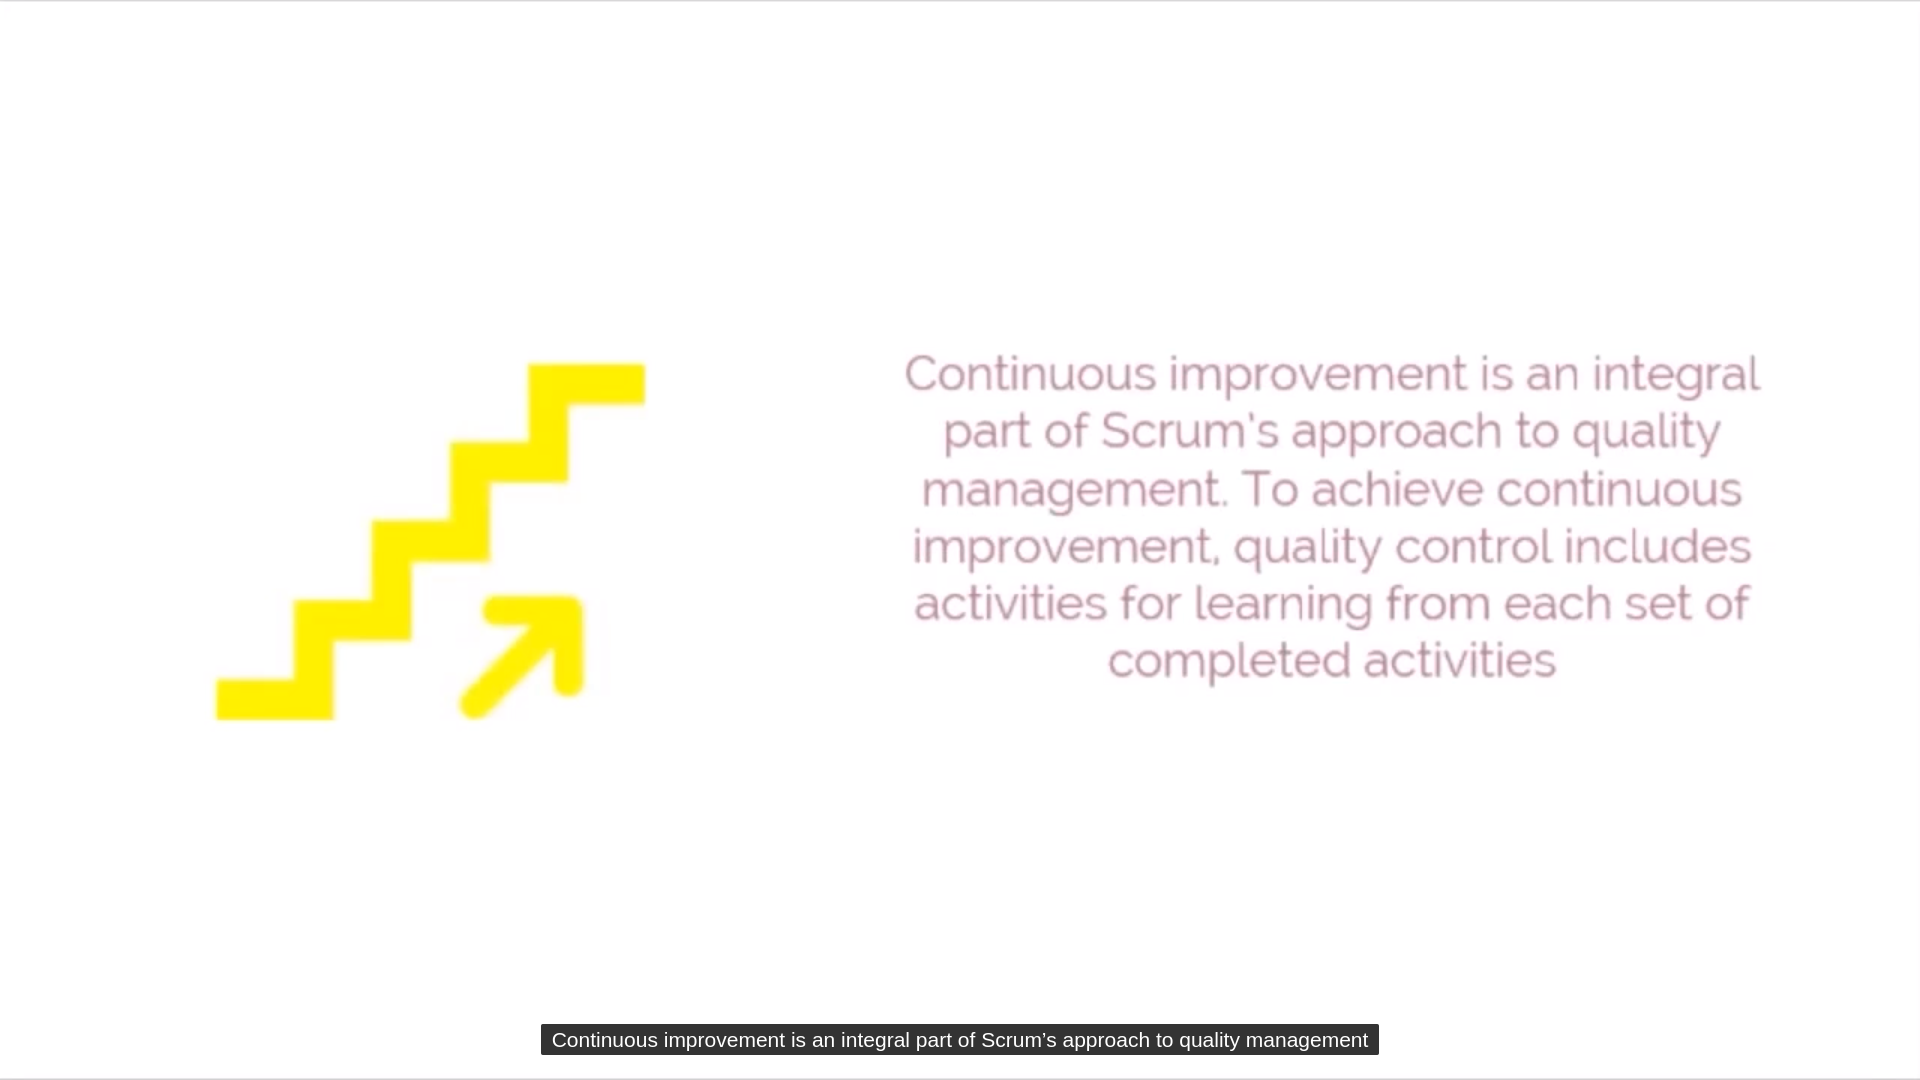 Continuous improvement is an integral
part of Scrum's approach to quality
management. To achieve continuous
improvement, quality control includes
activities for learning from each set of
completed activities
Continuous improvement is an integral part of Scrum’s approach to quality management